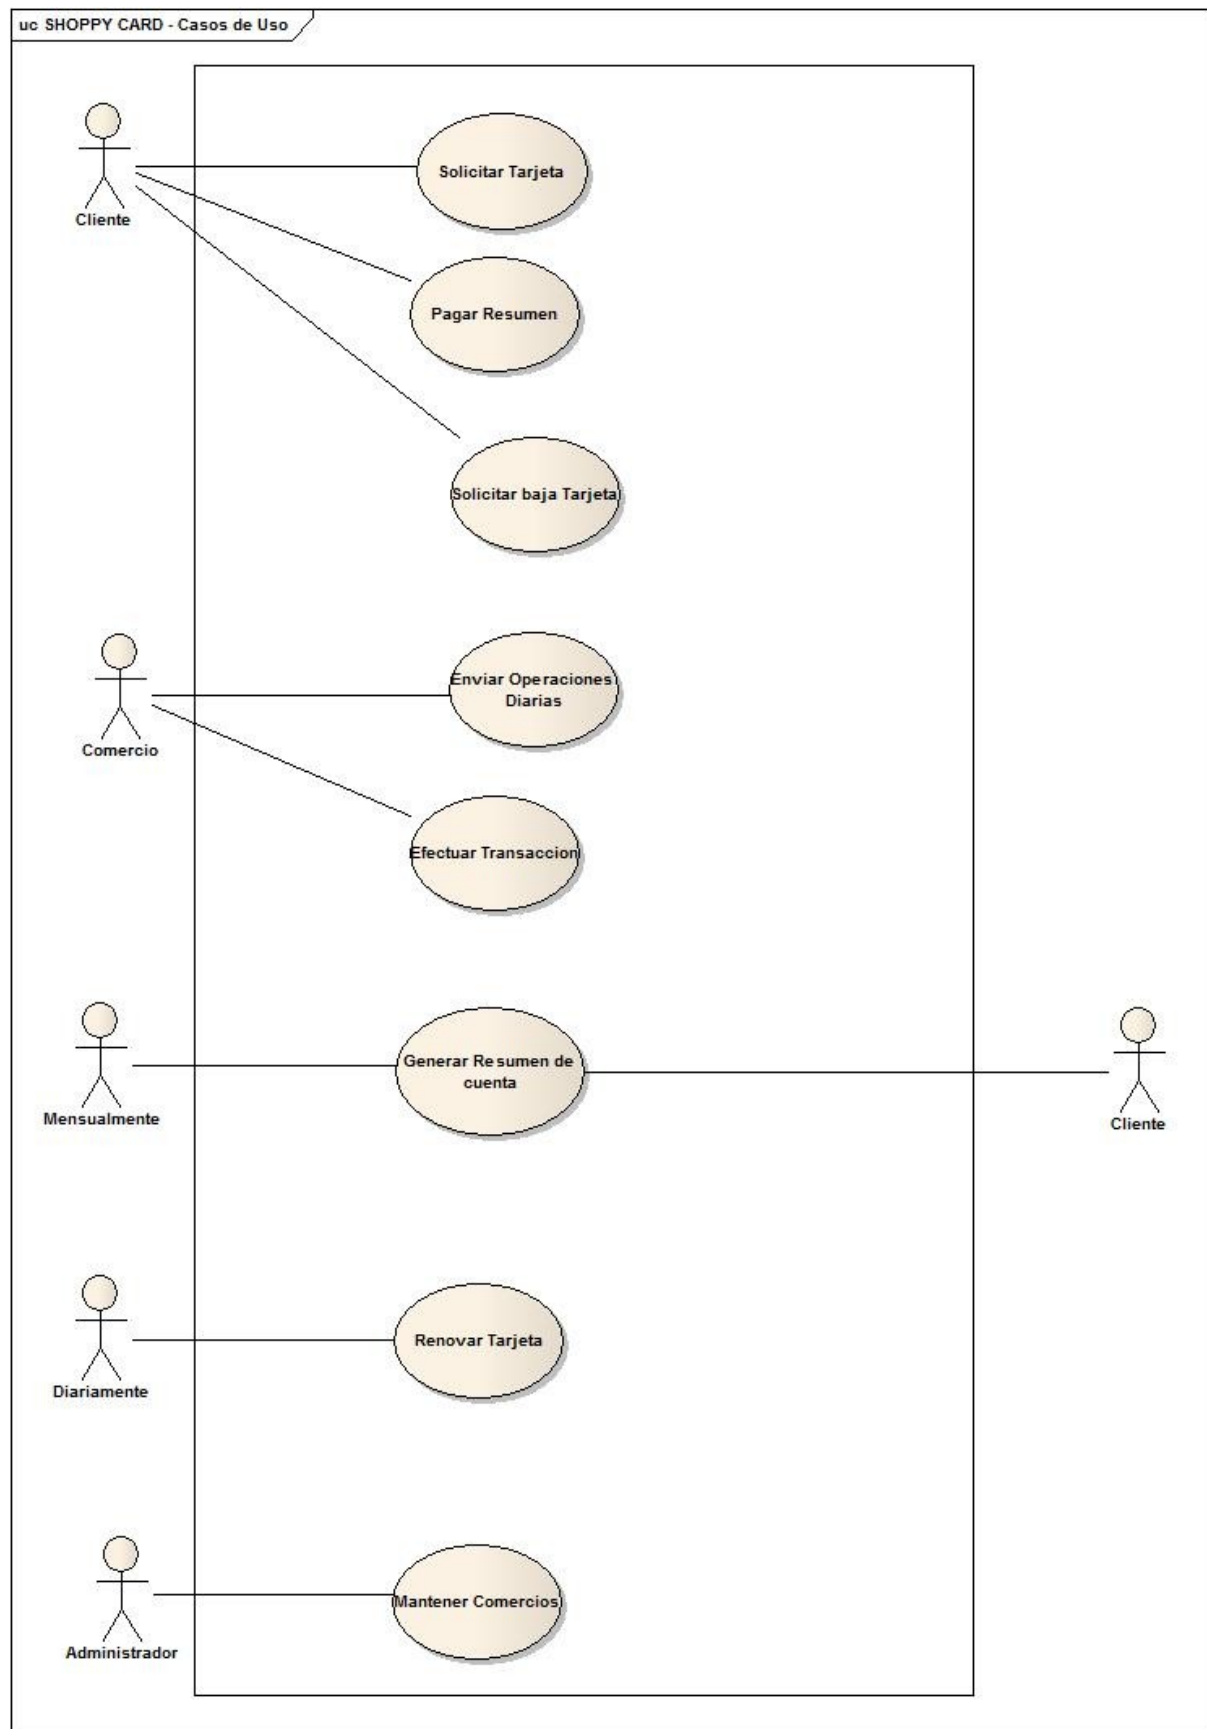 uc SHOPPY CARD - Casos de Uso
Cliente
Solicitar Tarjeta
Pagar Resumen
Solicitar baja Tarjeta
Comercio
Enviar Operaciones
Diarias
Efectuar Transaccion
Mensualmente
Generar Resumen de
cuenta
Cliente
Diariamente
Renovar Tarjeta
Administrador
Mantener Comercios